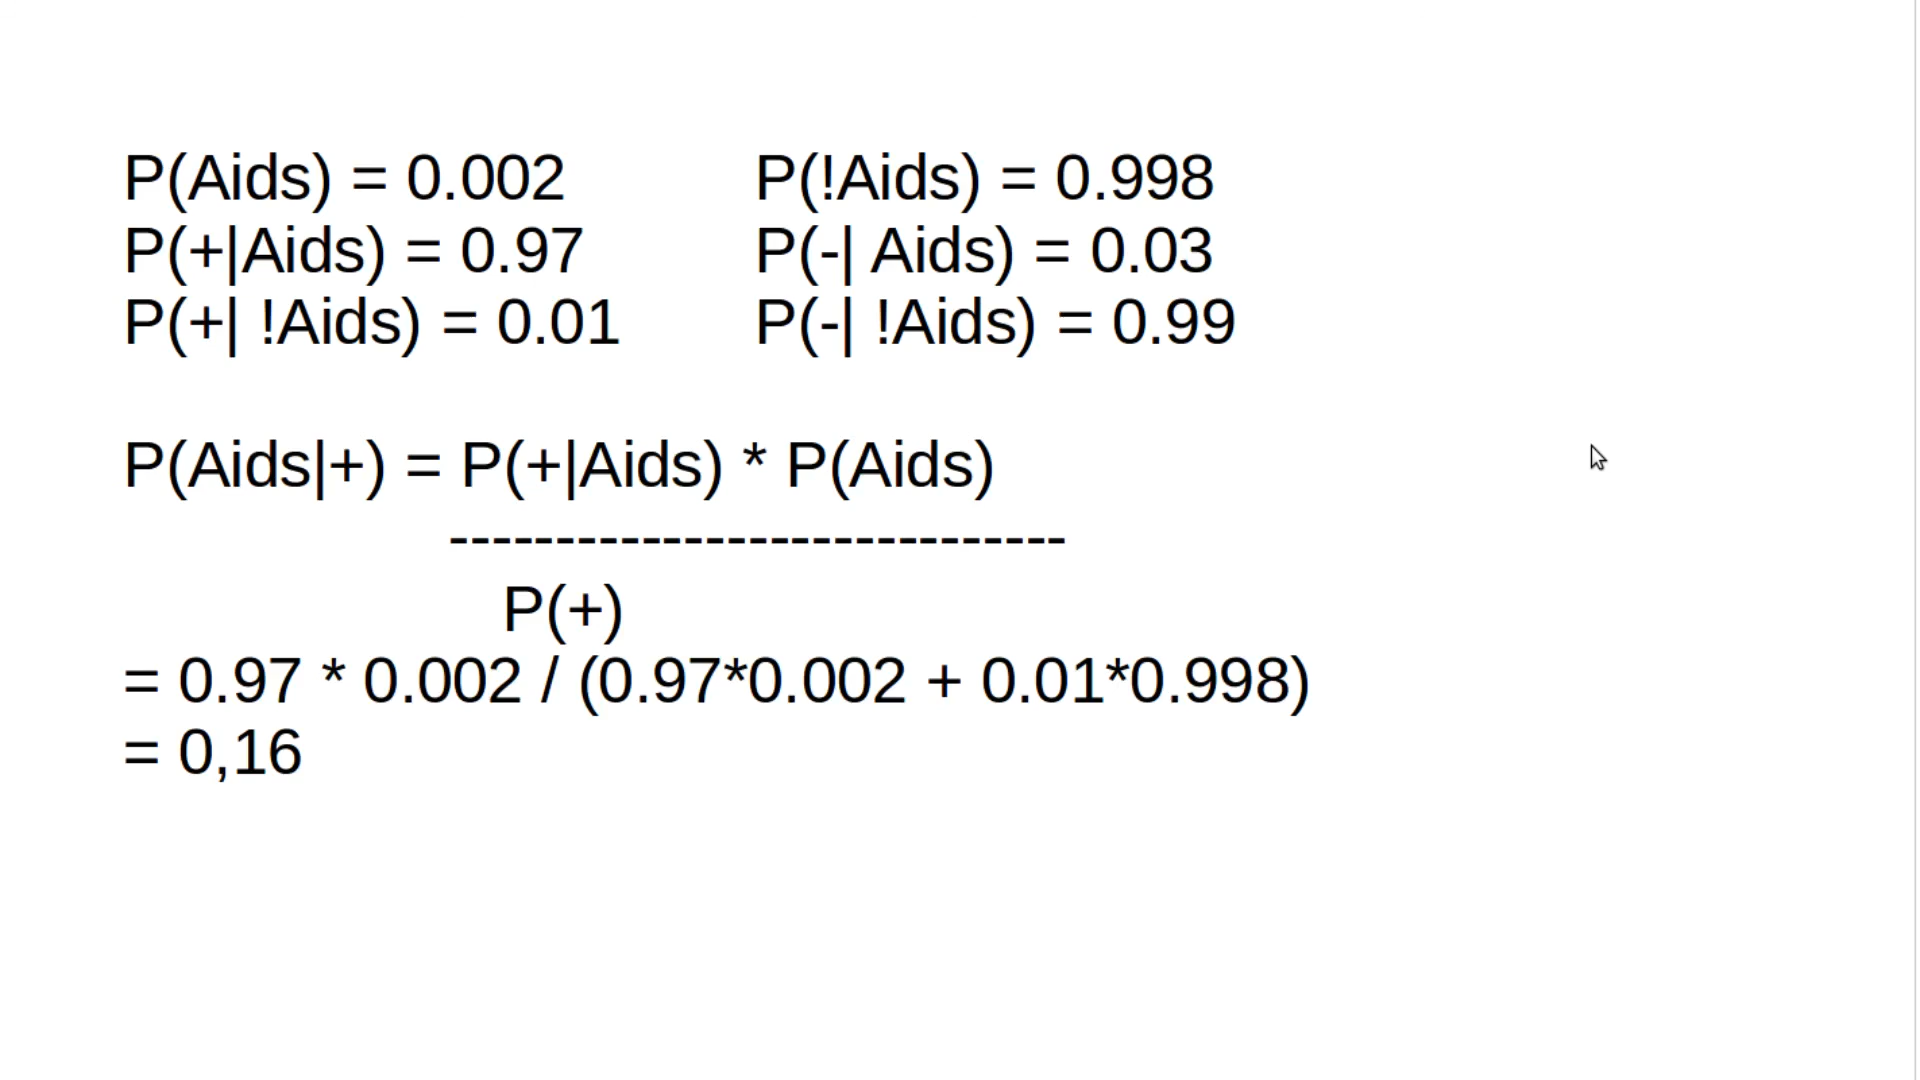 P(Aids) = 0.002 P(!Aids) = 0.998
P(+|Aids) = 0.97 P(-| Aids) = 0.03
P(+| !Aids) = 0.01 P(-| !Aids) = 0.99
P(Aids|+) = P(+|Aids) * P(Aids)
-----------------------------
P(+)
= 0.97 * 0.002 / (0.97*0.002 + 0.01*0.998)
= 0,16